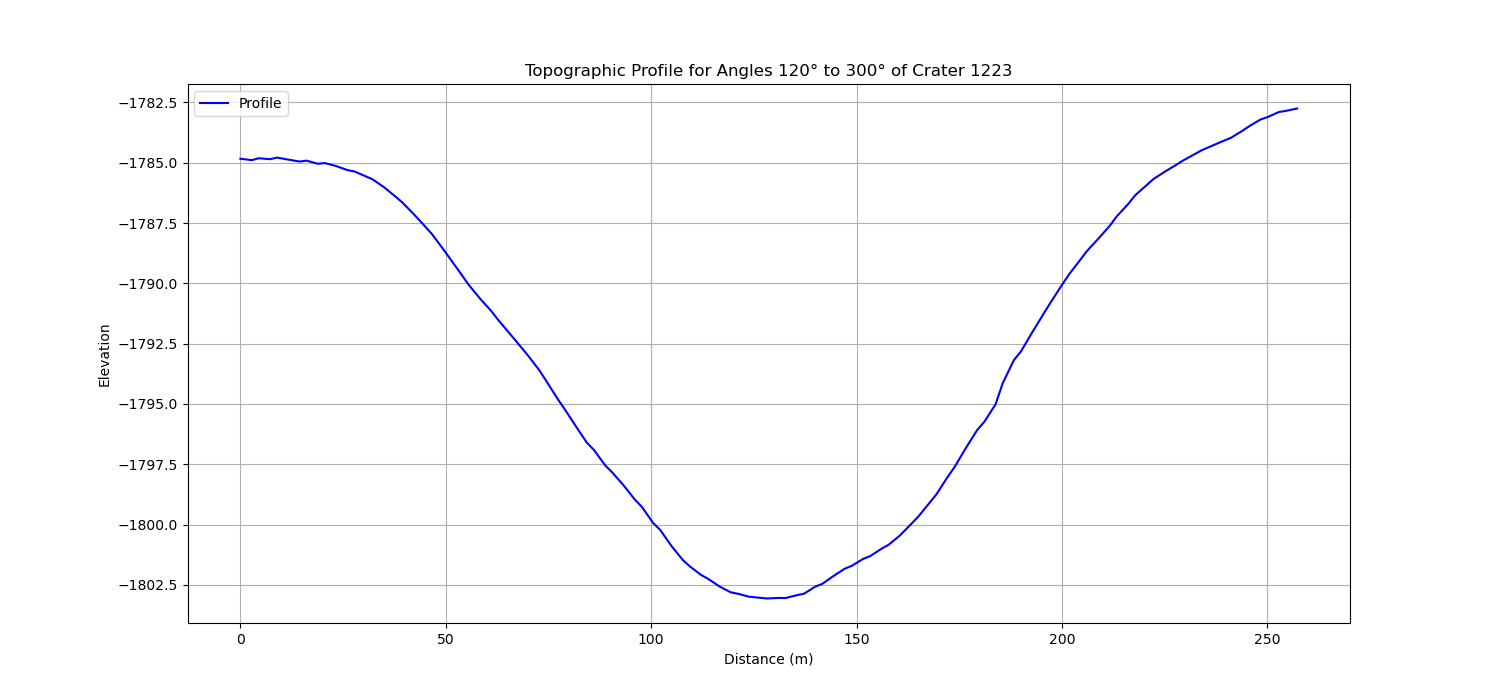 Topographic Profile for Angles 120° to 300° of Crater 1223
Profile
−1782.5
−1785.0
−1787.5
−1790.0
−1792.5
−1795.0
−1797.5
−1800.0
−1802.5
Elevation
0 50 100 150 200 250
Distance (m)